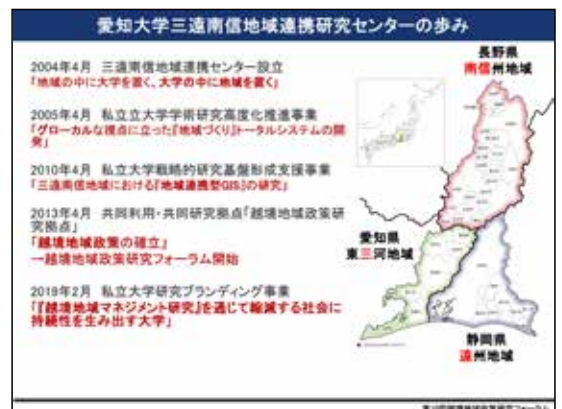 愛知大学三遠南信地域連携研究センターの歩み
2004年4月 三遠南信地域連携センター設立
「地域の中に大学を置く、大学の中に地域を置く」
2005年4月 私立立大学学術研究高度化推進事業
「グローカルな視点に立った『地域づくり』トータルシステムの開
発」
2010年4月 私立大学戦略的研究基盤形成支援事業
「三遠南信地域における『地域連携型GIS』の研究」
2013年4月 共同利用・共同研究拠点「越境地域政策研
究拠点」
「越境地域政策の確立」
→越境地域政策研究フォーラム開始
2019年2月 私立大学研究ブランディング事業
「『越境地域マネジメント研究』を通じて縮減する社会に
持続性を生み出す大学」
長野県
南信州地域
愛知県
東三河地域
静岡県
遠州地域